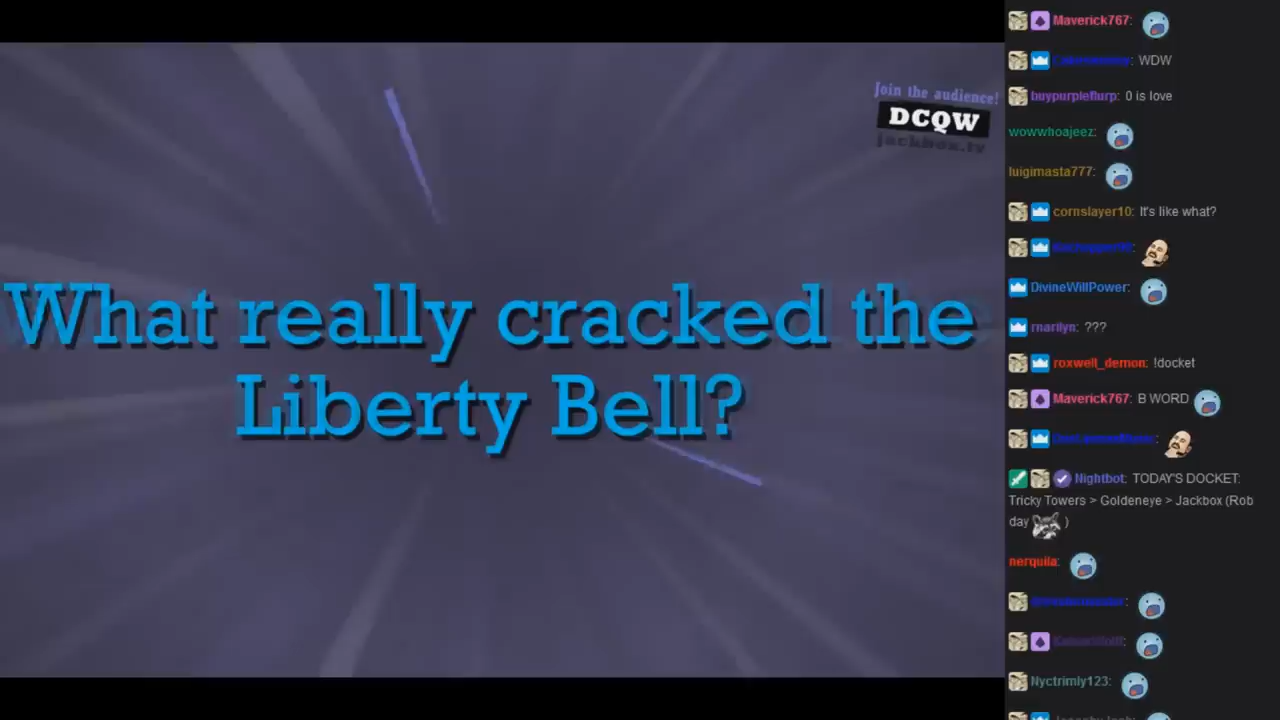 Join the audience!
DCQW
jackbox.tv
What really cracked the
Liberty Bell?
Maverick767:
: WDW
buypurpleflurp: 0 is love
wowwhoajeez:
luigimasta777:
cornslayer10: It's like what?
DivineWillPower:
marilyn: ???
roxwell_demon: !docket
Maverick767: B WORD
Nightbot: TODAY'S DOCKET:
Tricky Towers > Goldeneye > Jackbox (Rob
day )
nerquila:
Nyctrimly123: